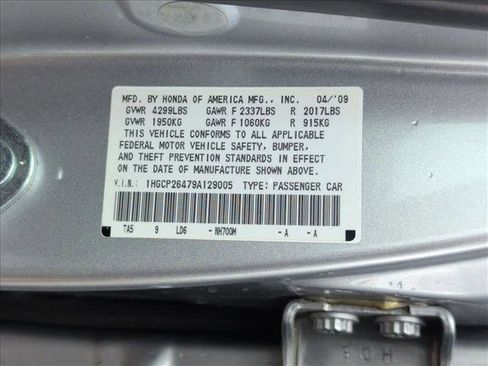 MFD. BY HONDA OF AMERICA MFG., INC. 04/'09
GVWR 4299LBS GAWR F 2337LBS R 2017LBS
GVWR 1950KG GAWR F 1060KG R 915KG
THIS VEHICLE CONFORMS TO ALL APPLICABLE
FEDERAL MOTOR VEHICLE SAFETY, BUMPER,
AND THEFT PREVENTION STANDARDS IN EFFECT
ON THE DATE OF MANUFACTURE SHOWN ABOVE.
V.I.N.: 1HGCP26479A129005 TYPE: PASSENGER CAR
TA5 9 LD6 - NH700M - A - A
H D E